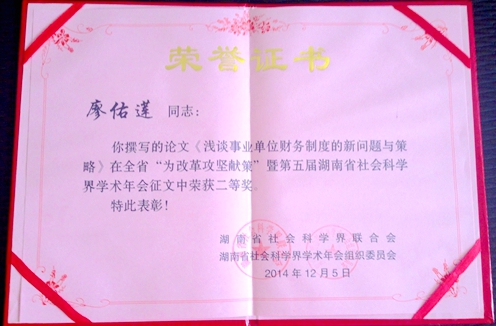 荣誉证书
廖佑莲 同志：
你撰写的论文《浅谈事业单位财务制度的新问题与策
略》在全省“为改革攻坚献策”暨第五届湖南省社会科学
界学术年会征文中荣获二等奖。
特此表彰！
湖南省社会科学界联合会
湖南省社会科学界学术年会组织委员会
2014年12月5日